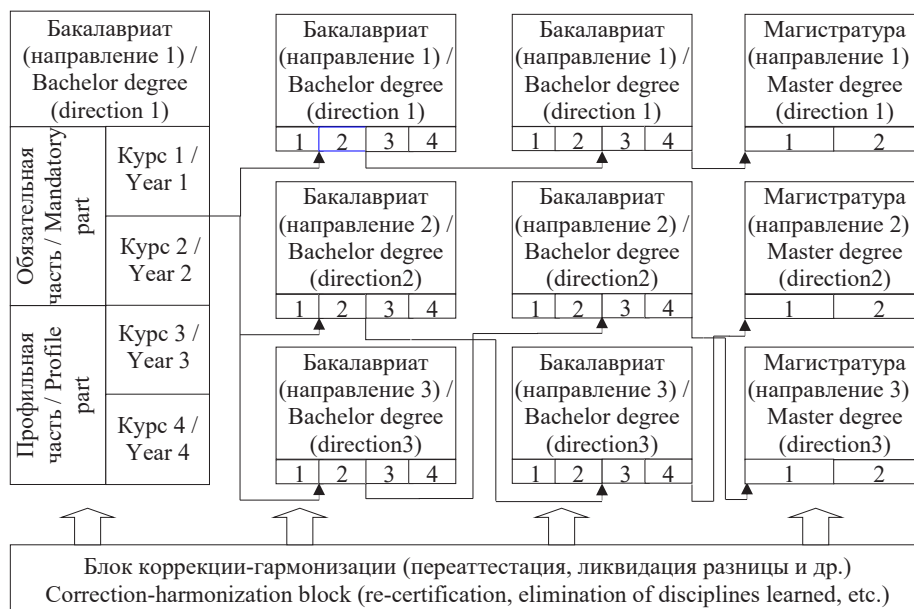 Бакалавриат
(направление 1) /
Bachelor degree
(direction 1)
Обязательная
часть / Mandatory
part
Курс 1 /
Year 1
Курс 2 /
Year 2
Профильная
часть / Profile
part
Курс 3 /
Year 3
Курс 4 /
Year 4
Бакалавриат
(направление 1) /
Bachelor degree
(direction 1)
1 2 3 4
Бакалавриат
(направление 1) /
Bachelor degree
(direction 1)
1 2 3 4
Магистратура
(направление 1)
Master degree
(direction 1)
1 2
Бакалавриат
(направление 2) /
Bachelor degree
(direction2)
1 2 3 4
Бакалавриат
(направление 2) /
Bachelor degree
(direction2)
1 2 3 4
Магистратура
(направление 2)
Master degree
(direction2)
1 2
Бакалавриат
(направление 3) /
Bachelor degree
(direction3)
1 2 3 4
Бакалавриат
(направление 3) /
Bachelor degree
(direction3)
1 2 3 4
Магистратура
(направление 3)
Master degree
(direction3)
1 2
Блок коррекции-гармонизации (переаттестация, ликвидация разницы и др.)
Correction-harmonization block (re-certification, elimination of disciplines learned, etc.)